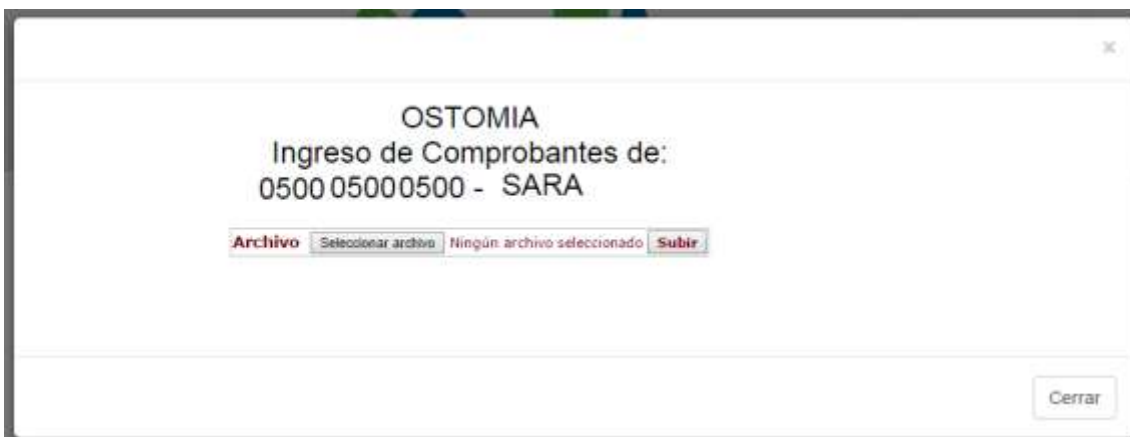 ×
OSTOMIA
Ingreso de Comprobantes de:
0500 05000500 - SARA
Archivo Seleccionar archivo Ningún archivo seleccionado Subir
Cerrar